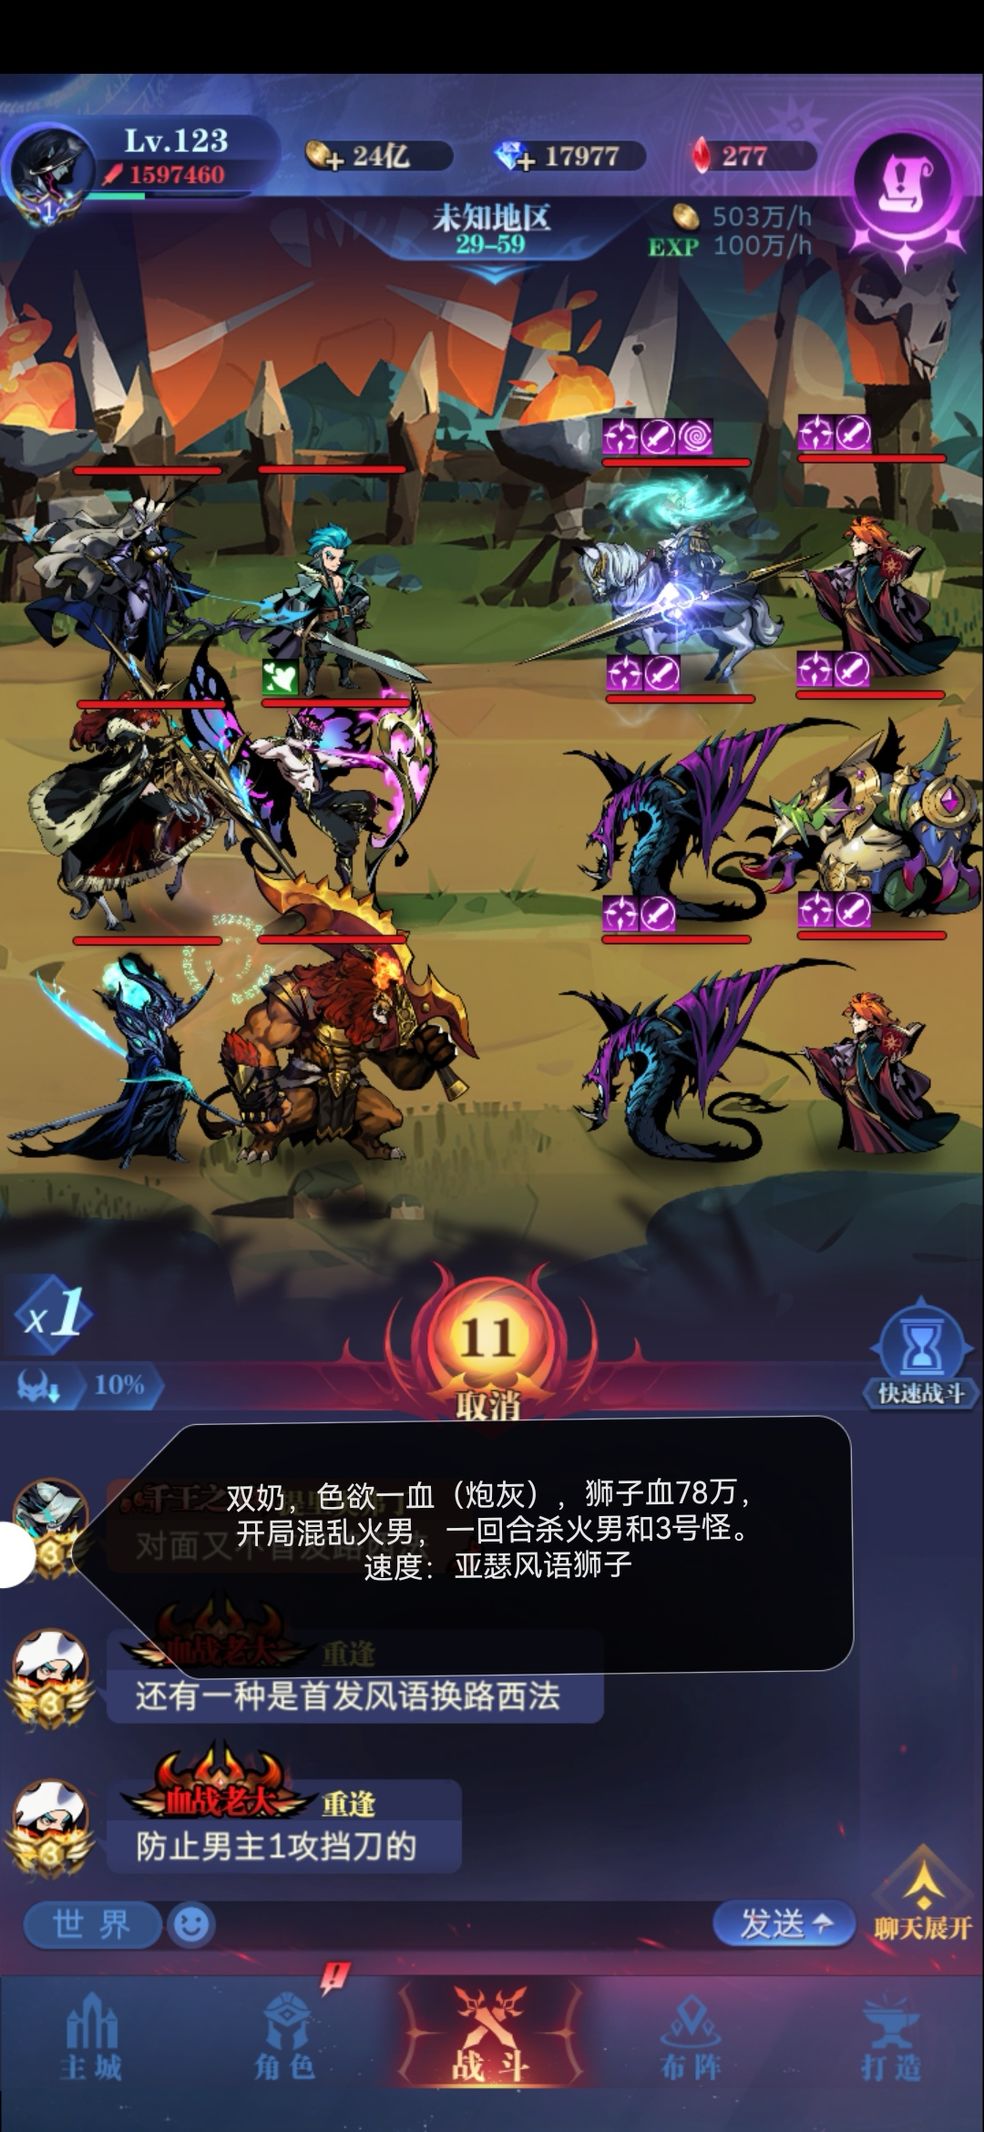 Lv.123
1597460
1
24亿
17977
277
未知地区
29-59
503万/h
EXP 100万/h
x1
11
取消
10%
快速战斗
双奶，色欲一血（炮灰），狮子血78万，
开局混乱火男，一回合杀火男和3号怪。
速度：亚瑟风语狮子
3
血战老大 重逢
还有一种是首发风语换路西法
3
血战老大 重逢
防止男主1攻挡刀的
3
世界
发送
聊天展开
主城
角色
战斗
布阵
打造